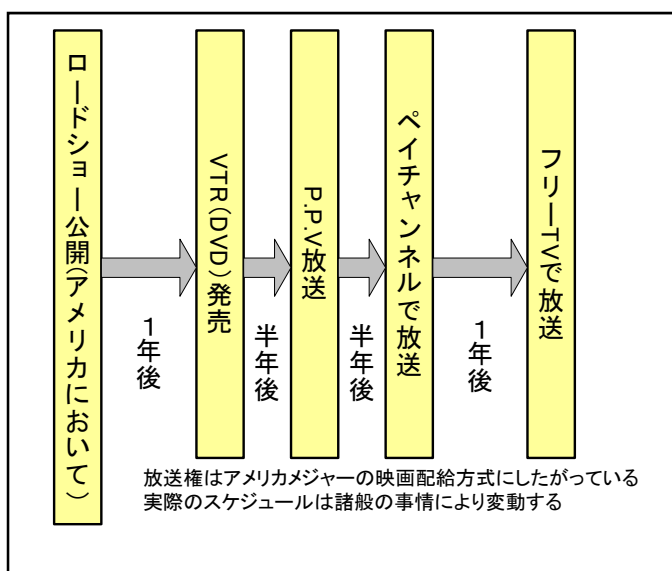 ロードショー公開(アメリカにおいて)
1年後
VTR(DVD)発売
半年後
P.P.V放送
半年後
ペイチャンネルで放送
1年後
フリーTVで放送
放送権はアメリカメジャーの映画配給方式にしたがっている
実際のスケジュールは諸般の事情により変動する